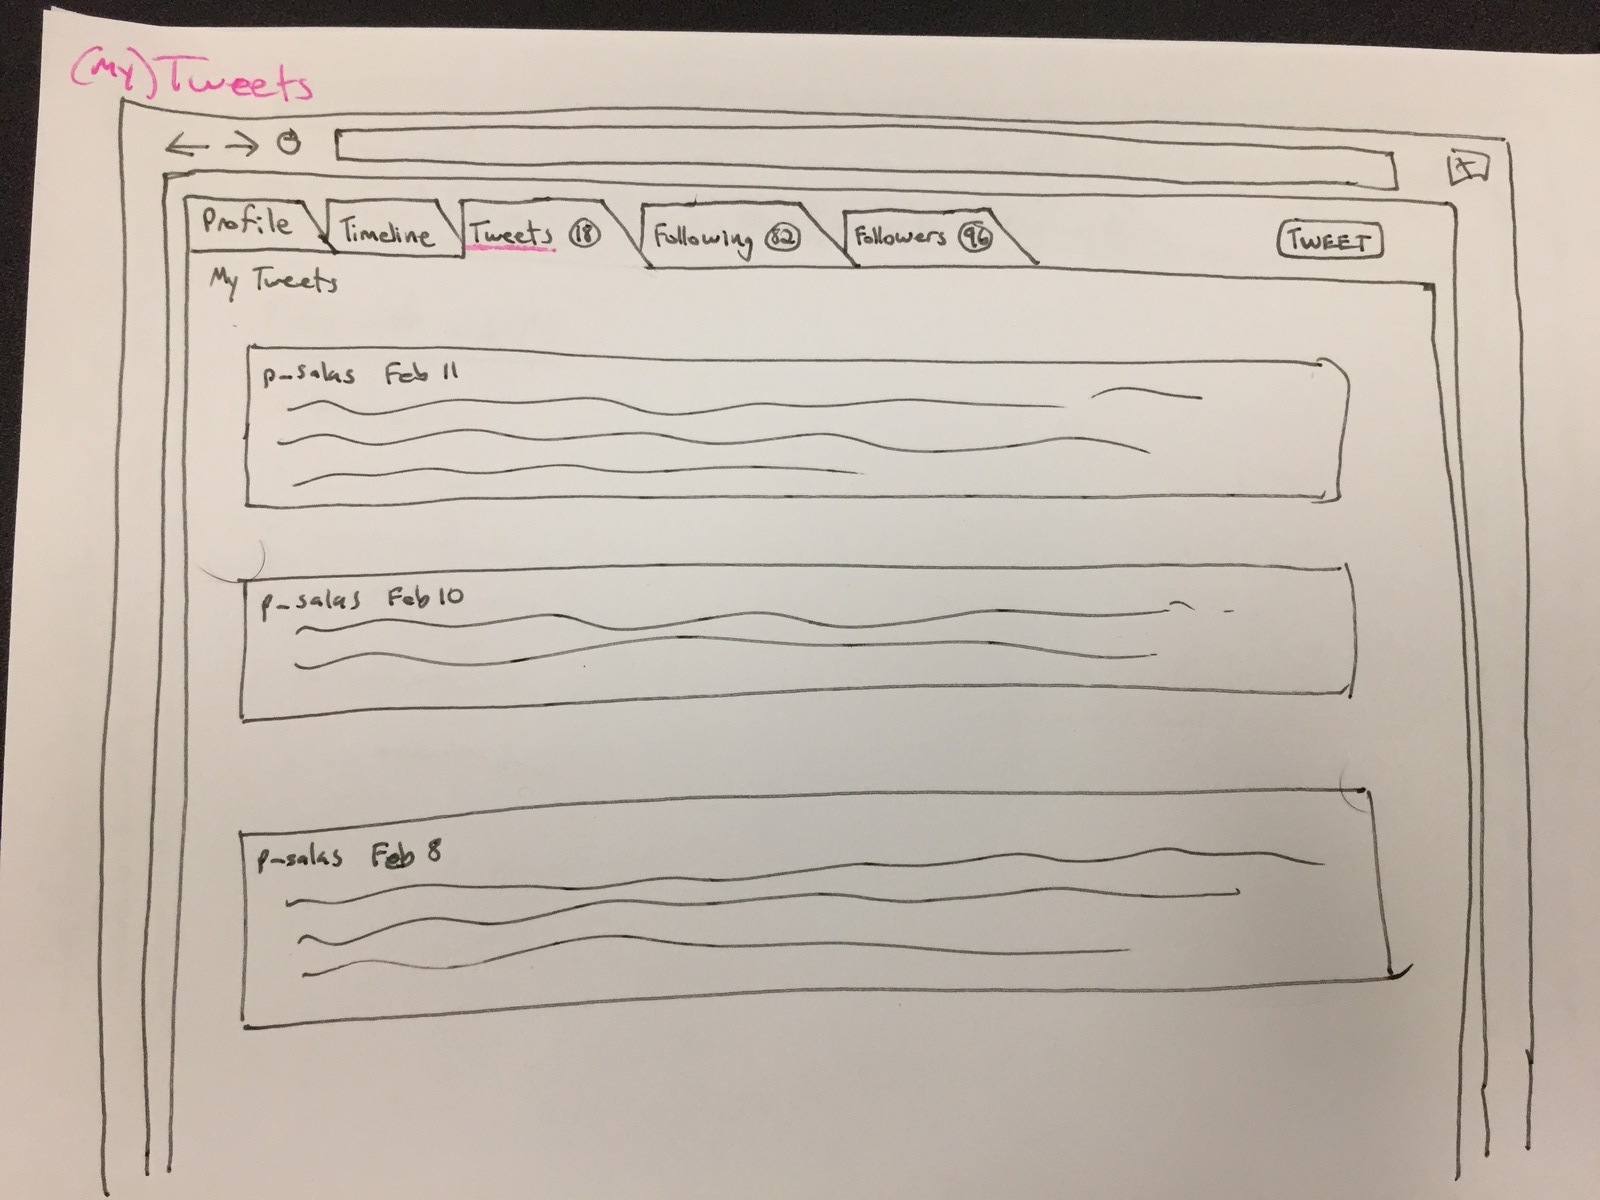 (My) Tweets
Profile Timeline Tweets 18 Following 82 Followers 96 TWEET
My Tweets
p_salas Feb 11
p_salas Feb 10
p_salas Feb 8